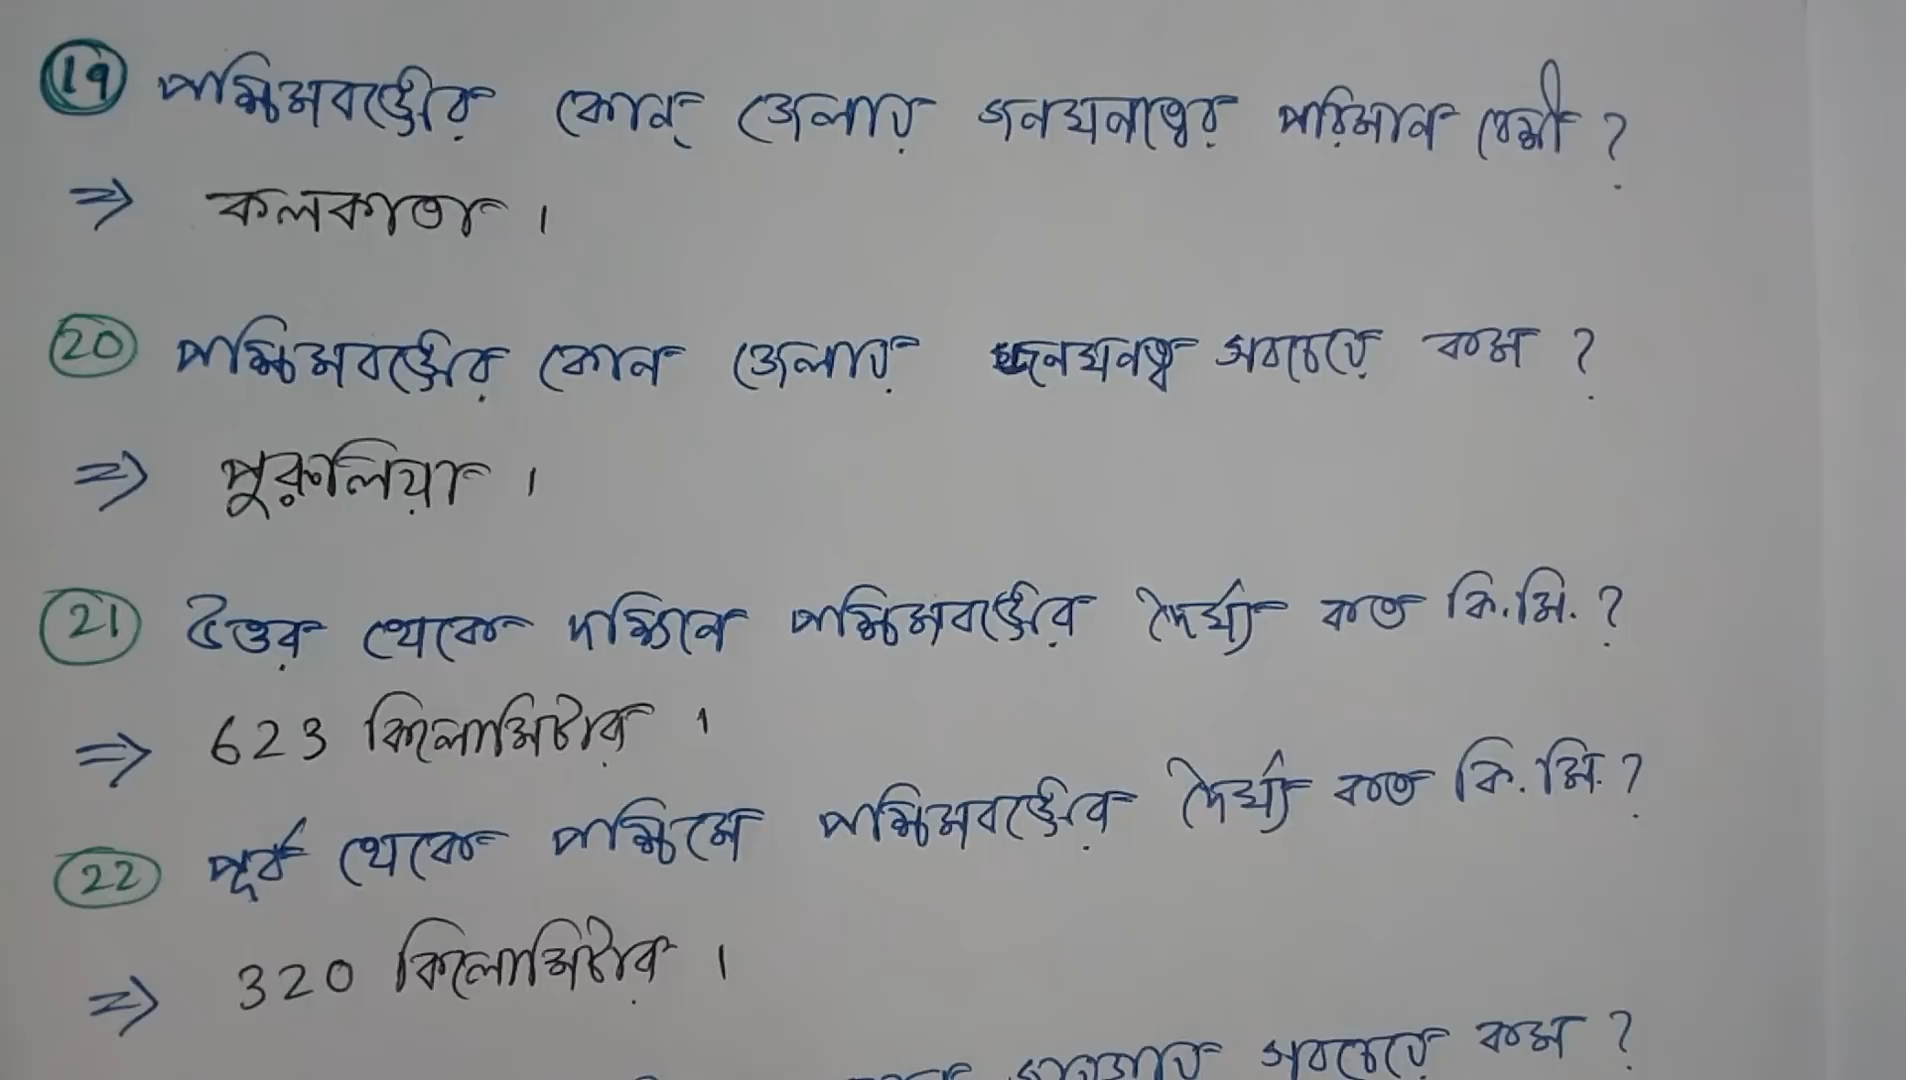 19 পশ্চিমবঙ্গের কোন্ জেলায় জনঘনত্বের পরিমান বেশী ?
⇒ কলকাতা ।
20 পশ্চিমবঙ্গের কোন জেলায় জনঘনত্ব সবচেয়ে কম ?
⇒ পুরুলিয়া ।
21 উত্তর থেকে দক্ষিনে পশ্চিমবঙ্গের দৈর্ঘ্য কত কি.মি. ?
⇒ 623 কিলোমিটার ।
22 পূর্ব থেকে পশ্চিমে পশ্চিমবঙ্গের দৈর্ঘ্য কত কি.মি. ?
⇒ 320 কিলোমিটার ।
সবচেয়ে কম ?